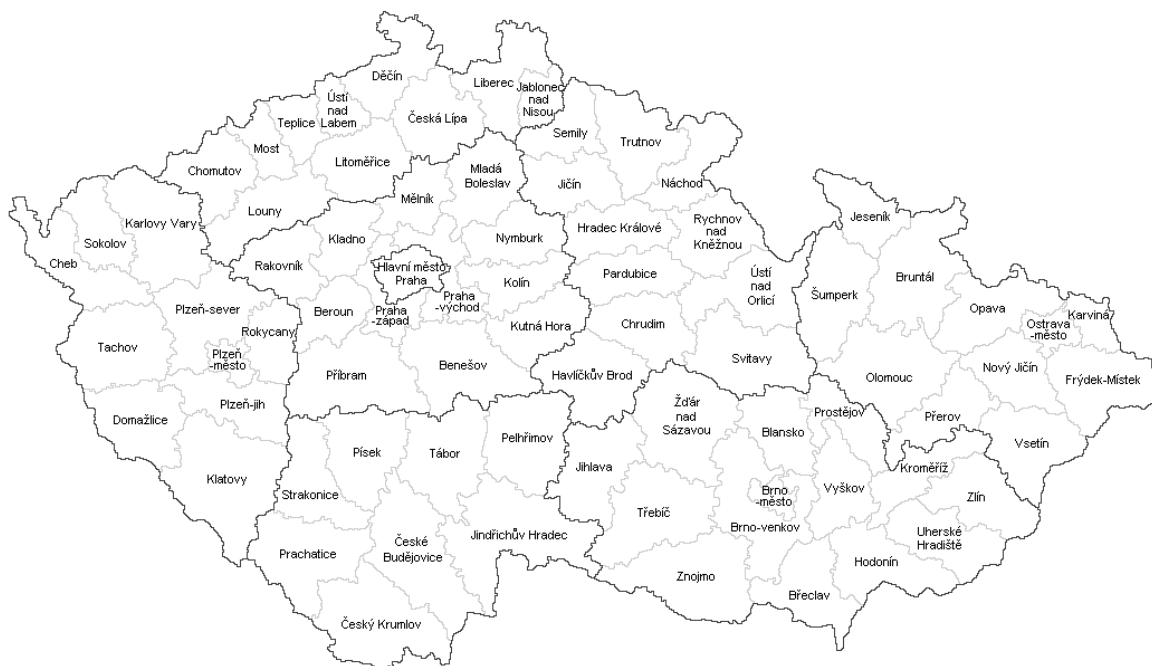 Děčín
Liberec
Jablonec
nad
Nisou
Ústí
nad
Labem
Teplice
Česká Lípa
Semily
Trutnov
Most
Litoměřice
Chomutov
Mladá
Boleslav
Jičín
Náchod
Mělník
Louny
Karlovy Vary
Sokolov
Cheb
Kladno
Nymburk
Hradec Králové
Rychnov
nad
Kněžnou
Jeseník
Rakovník
Hlavní město
Praha
Kolín
Pardubice
Ústí
nad
Orlicí
Šumperk
Bruntál
Plzeň-sever
Rokycany
Beroun
Praha
-západ
Praha
-východ
Kutná Hora
Chrudim
Opava
Ostrava
-město
Karviná
Tachov
Plzeň
-město
Příbram
Benešov
Havlíčkův Brod
Svitavy
Olomouc
Nový Jičín
Frýdek-Místek
Domažlice
Plzeň-jih
Žďár
nad
Sázavou
Prostějov
Přerov
Blansko
Vsetín
Klatovy
Písek
Tábor
Pelhřimov
Jihlava
Kroměříž
Strakonice
Třebíč
Brno
-město
Vyškov
Zlín
Brno-venkov
Uherské
Hradiště
Prachatice
České
Budějovice
Jindřichův Hradec
Znojmo
Hodonín
Břeclav
Český Krumlov